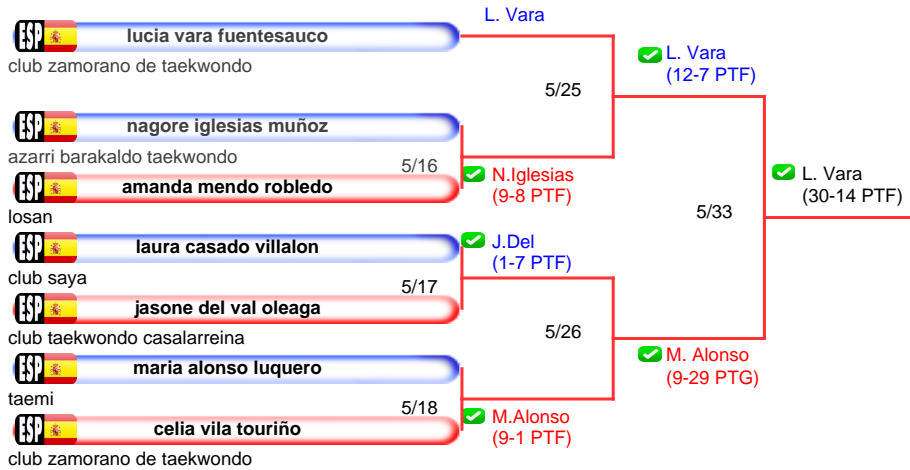 L. Vara
ESP lucia vara fuentesauco
club zamorano de taekwondo
L. Vara
(12-7 PTF)
5/25
ESP nagore iglesias muñoz
azarri barakaldo taekwondo
5/16
N.Iglesias
(9-8 PTF)
ESP amanda mendo robledo
losan
L. Vara
(30-14 PTF)
5/33
ESP laura casado villalon
club saya
J.Del
(1-7 PTF)
5/17
ESP jasone del val oleaga
club taekwondo casalarreina
5/26
ESP maria alonso luquero
taemi
M. Alonso
(9-29 PTG)
5/18
M.Alonso
(9-1 PTF)
ESP celia vila touriño
club zamorano de taekwondo